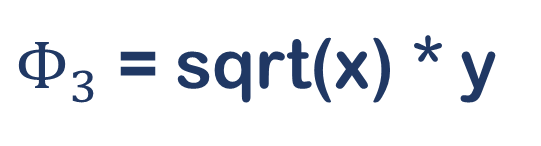 Φ₃ = sqrt(x) * y